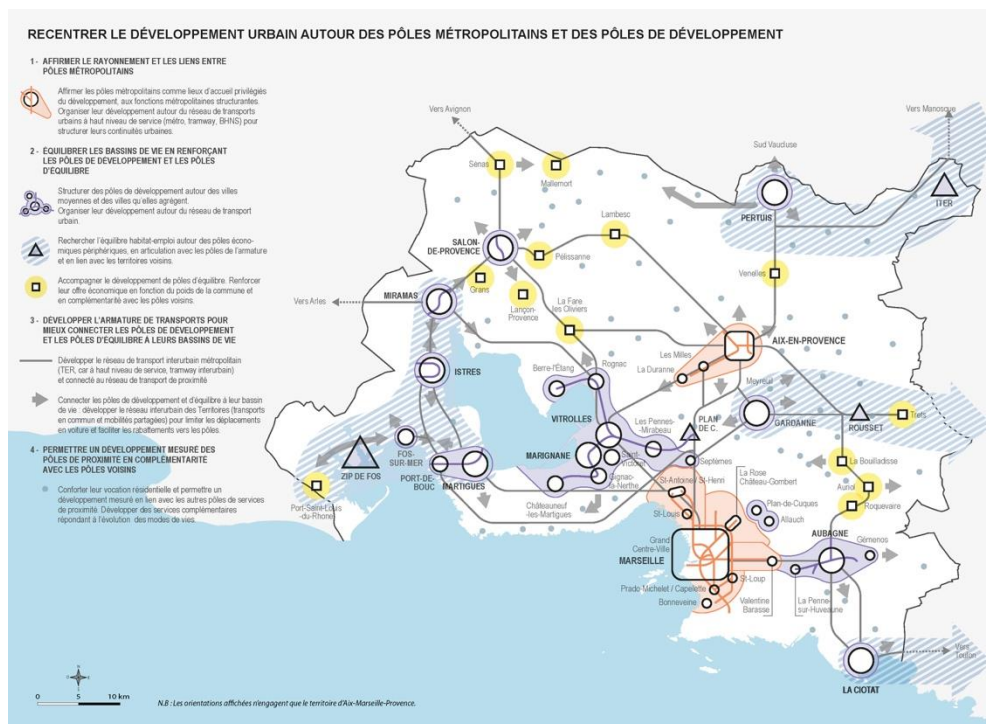 RECENTRER LE DÉVELOPPEMENT URBAIN AUTOUR DES PÔLES MÉTROPOLITAINS ET DES PÔLES DE DÉVELOPPEMENT
1 - AFFIRMER LE RAYONNEMENT ET LES LIENS ENTRE
PÔLES MÉTROPOLITAINS
Affirmer les pôles métropolitains comme lieux d'accueil privilégiés
du développement, aux fonctions métropolitaines structurantes.
Organiser leur développement autour du réseau de transports
urbains à haut niveau de service (métro, tramway, BHNS) pour
structurer leurs continuités urbaines.
2 - ÉQUILIBRER LES BASSINS DE VIE EN RENFORÇANT
LES PÔLES DE DÉVELOPPEMENT ET LES PÔLES
D'ÉQUILIBRE
Structurer des pôles de développement autour des villes
moyennes et des villes qu'elles agrègent.
Organiser leur développement autour du réseau de transport
urbain.
Rechercher l'équilibre habitat-emploi autour des pôles écono-
miques périphériques, en articulation avec les pôles de l'armature
et en lien avec les territoires voisins.
Accompagner le développement de pôles d'équilibre. Renforcer
leur offre économique en fonction du poids de la commune et
en complémentarité avec les pôles voisins.
3 - DÉVELOPPER L'ARMATURE DE TRANSPORTS POUR
MIEUX CONNECTER LES PÔLES DE DÉVELOPPEMENT
ET LES PÔLES D'ÉQUILIBRE À LEURS BASSINS DE VIE
Développer le réseau de transport interurbain métropolitain
(TER, car à haut niveau de service, tramway interurbain)
et connecté au réseau de transport de proximité
Connecter les pôles de développement et d'équilibre à leur bassin
de vie : développer le réseau interurbain des Territoires (transports
en commun et mobilités partagées) pour limiter les déplacements
en voiture et faciliter les rabattements vers les pôles.
4 - PERMETTRE UN DÉVELOPPEMENT MESURÉ DES
PÔLES DE PROXIMITÉ EN COMPLÉMENTARITÉ
AVEC LES PÔLES VOISINS
Conforter leur vocation résidentielle et permettre un
développement mesuré en lien avec les autres pôles de services
de proximité. Développer des services complémentaires
répondant à l'évolution des modes de vies.
Vers Avignon
Vers Manosque
Sud Vaucluse
Sénas
Mallemort
PERTUIS
ITER
Lambesc
SALON-
DE-PROVENCE
Pélissanne
Venelles
Grans
Lançon-
Provence
MIRAMAS
Vers Arles
La Fare
les Oliviers
AIX-EN-PROVENCE
Les Milles
La Duranne
ISTRES
Berre-l'Étang
Rognac
Meyreuil
VITROLLES
Les Pennes-
Mirabeau
PLAN
DE C.
GARDANNE
ROUSSET
Trets
FOS-
SUR-MER
MARIGNANE
Saint-
Victoret
Gignac-
la-Nerthe
Septèmes
La Bouilladisse
ZIP DE FOS
PORT-DE-
BOUC
MARTIGUES
Châteauneuf
-les-Martigues
St-Antoine / St-Henri
La Rose
Château-Gombert
Auriol
Port-Saint-Louis
-du-Rhône
St-Louis
Plan-de-Cuques
Allauch
Roquevaire
Grand
Centre-Ville
MARSEILLE
AUBAGNE
Gémenos
St-Loup
Prado-Michelet / Capelette
Bonneveine
Valentine
Barasse
La Penne-
sur-Huveaune
Vers
Toulon
LA CIOTAT
N
0 5 10 km
N.B : Les orientations affichées n'engagent que le territoire d'Aix-Marseille-Provence.